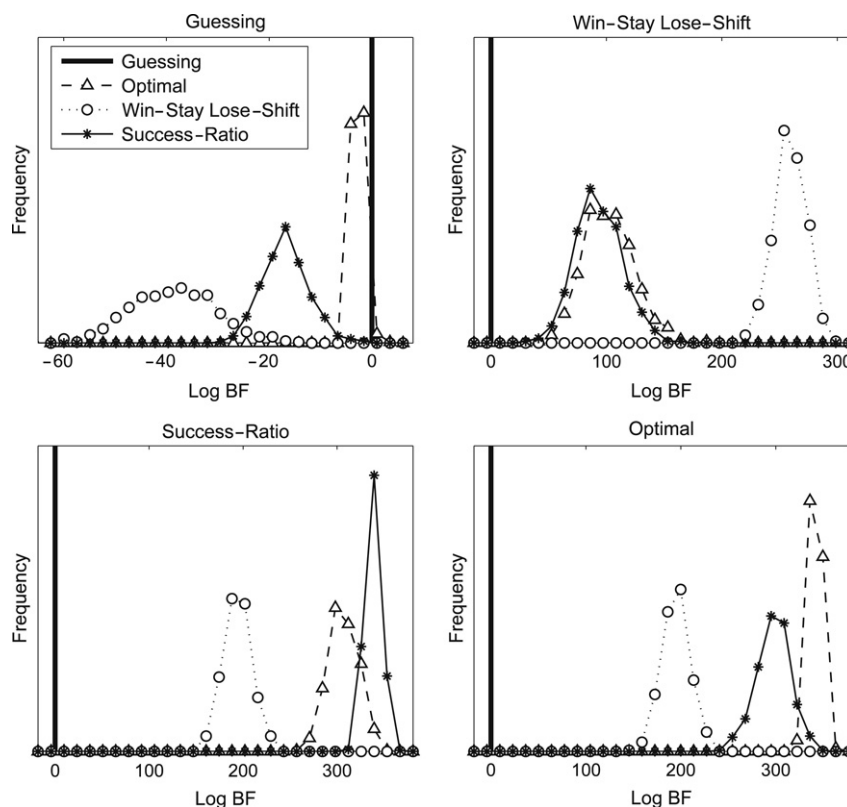 Guessing
Guessing
Optimal
Win-Stay Lose-Shift
Success-Ratio
Frequency
-60 -40 -20 0
Log BF
Win-Stay Lose-Shift
Frequency
0 100 200 300
Log BF
Success-Ratio
Frequency
0 100 200 300
Log BF
Optimal
Frequency
0 100 200 300
Log BF